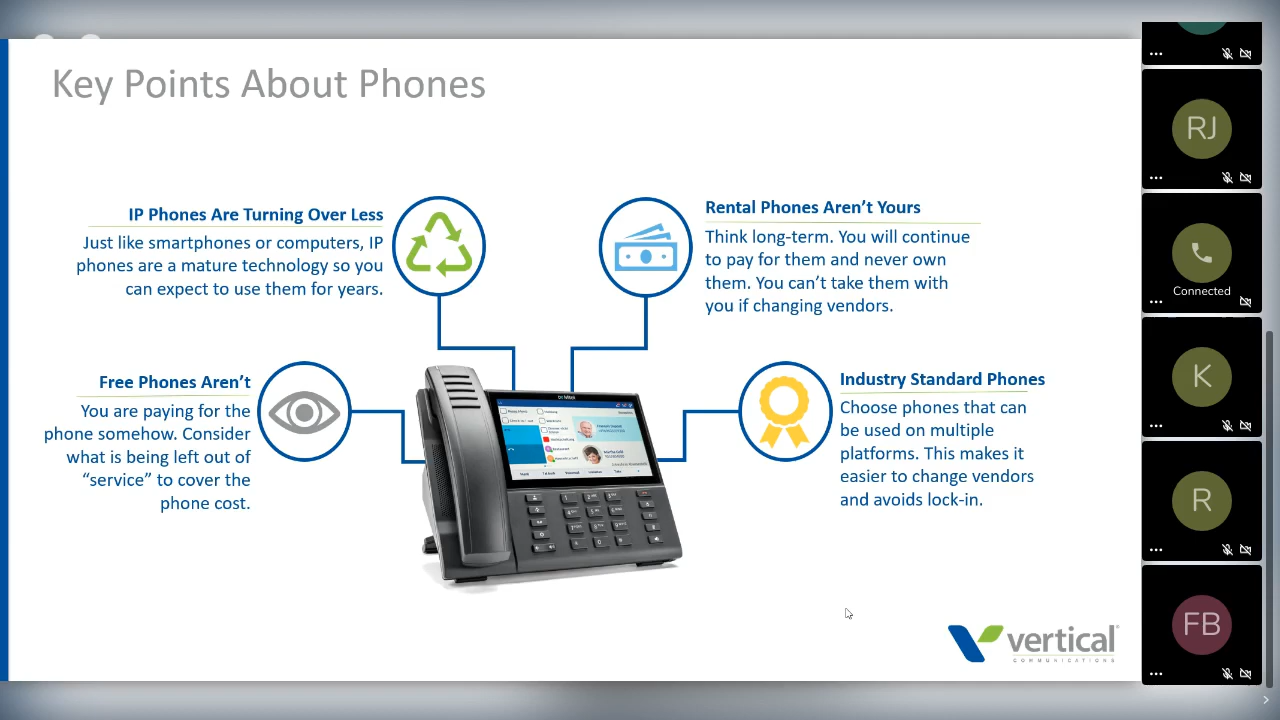 Key Points About Phones
IP Phones Are Turning Over Less
Just like smartphones or computers, IP
phones are a mature technology so you
can expect to use them for years.
Rental Phones Aren’t Yours
Think long-term. You will continue
to pay for them and never own
them. You can’t take them with
you if changing vendors.
Free Phones Aren’t
You are paying for the
phone somehow. Consider
what is being left out of
“service” to cover the
phone cost.
Industry Standard Phones
Choose phones that can
be used on multiple
platforms. This makes it
easier to change vendors
and avoids lock-in.
Mitel
vertical®
COMMUNICATIONS
RJ
Connected
K
R
FB